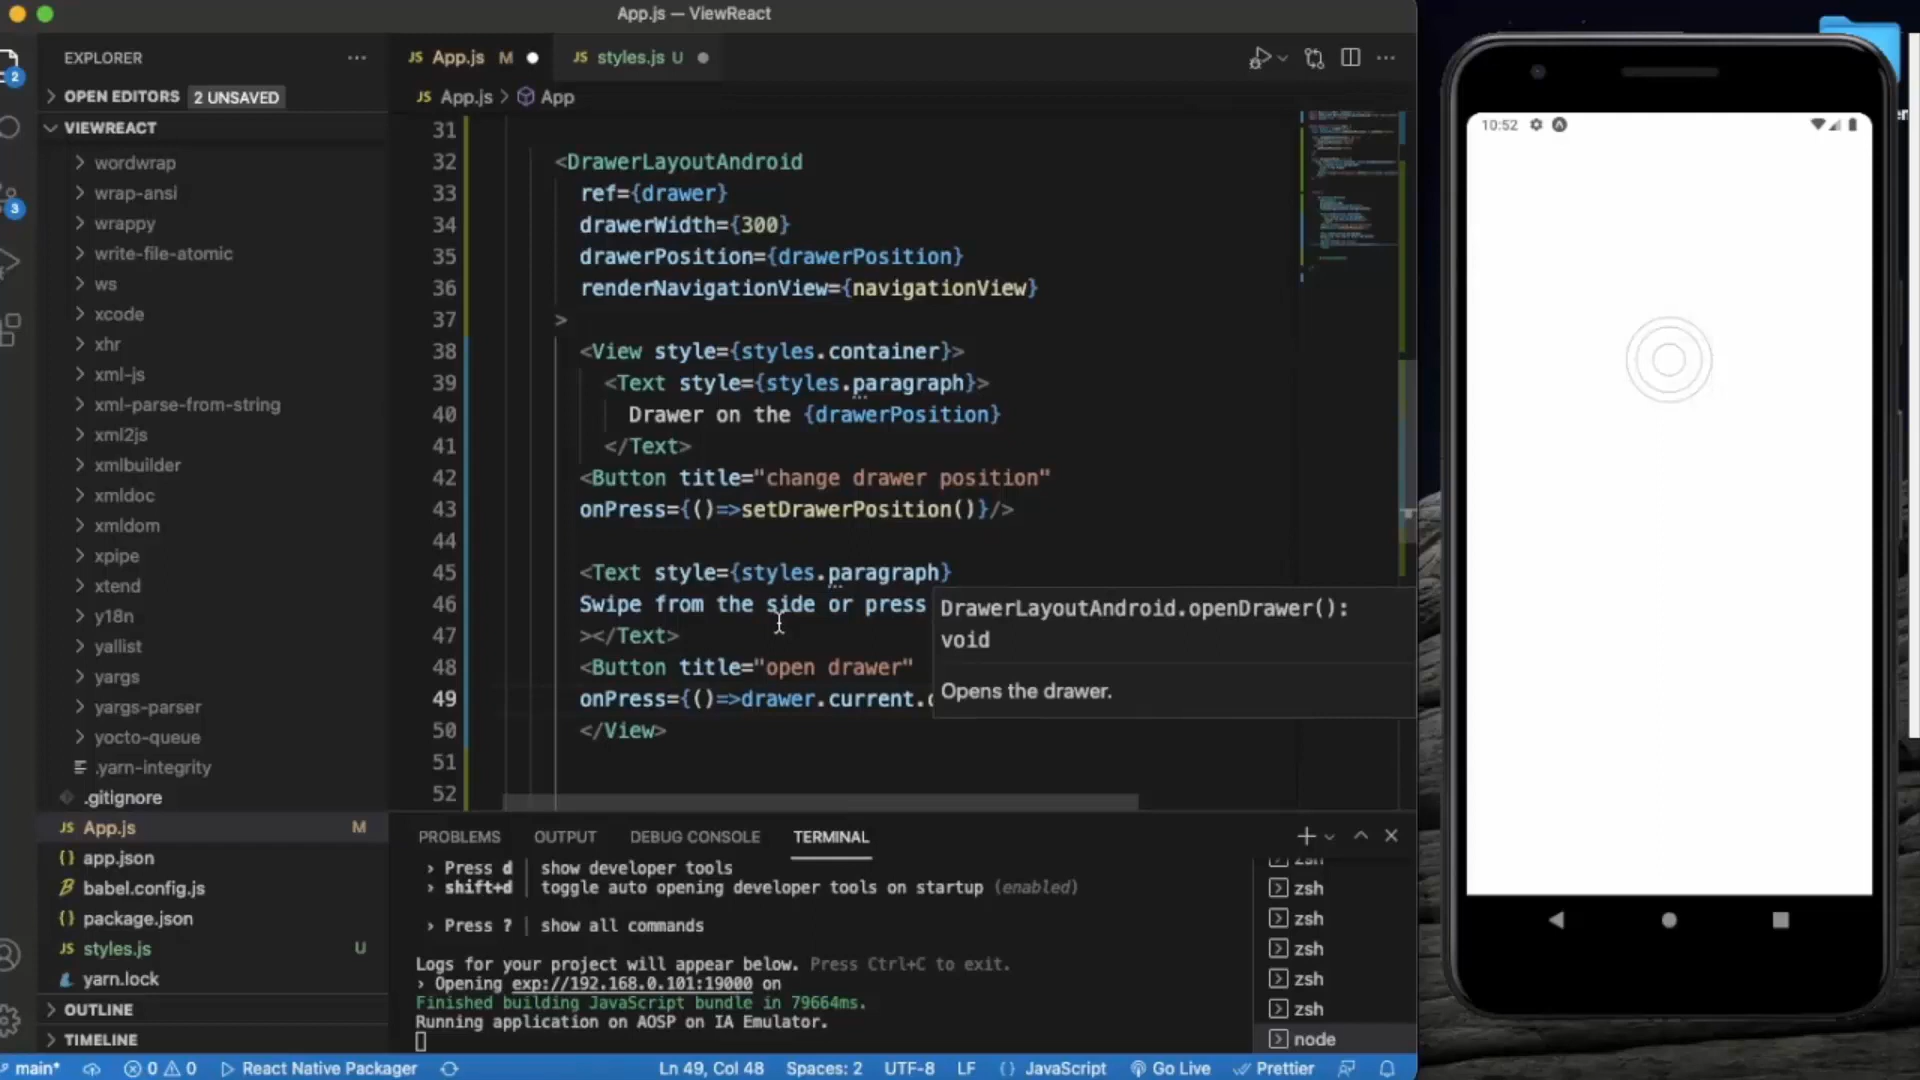 App.js — ViewReact
EXPLORER
OPEN EDITORS 2 UNSAVED
VIEWREACT
wordwrap
wrap-ansi
wrappy
write-file-atomic
ws
xcode
xhr
xml-js
xml-parse-from-string
xml2js
xmlbuilder
xmldoc
xmldom
xpipe
xtend
y18n
yallist
yargs
yargs-parser
yocto-queue
.yarn-integrity
.gitignore
JS App.js M
{} app.json
babel.config.js
{} package.json
JS styles.js U
yarn.lock
OUTLINE
TIMELINE
2
3
JS App.js M
JS styles.js U
JS App.js > App
31
32 <DrawerLayoutAndroid
33 ref={drawer}
34 drawerWidth={300}
35 drawerPosition={drawerPosition}
36 renderNavigationView={navigationView}
37 >
38 <View style={styles.container}>
39 <Text style={styles.paragraph}>
40 Drawer on the {drawerPosition}
41 </Text>
42 <Button title="change drawer position"
43 onPress={()=>setDrawerPosition()}/>
44
45 <Text style={styles.paragraph}
46 Swipe from the side or press
47 ></Text>
48 <Button title="open drawer"
49 onPress={()=>drawer.current.
50 </View>
51
52
DrawerLayoutAndroid.openDrawer():
void
Opens the drawer.
PROBLEMS OUTPUT DEBUG CONSOLE TERMINAL
› Press d | show developer tools
› shift+d | toggle auto opening developer tools on startup (enabled)
› Press ? | show all commands
Logs for your project will appear below. Press Ctrl+C to exit.
› Opening exp://192.168.0.101:19000 on
Finished building JavaScript bundle in 79664ms.
Running application on AOSP on IA Emulator.
zsh
zsh
zsh
zsh
zsh
zsh
node
main* 0 0 React Native Packager Ln 49, Col 48 Spaces: 2 UTF-8 LF {} JavaScript Go Live Prettier
10:52